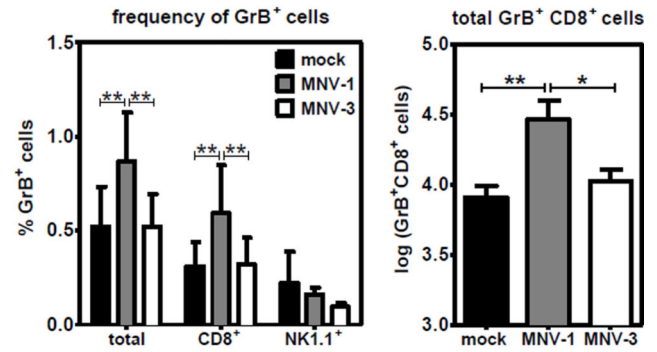 frequency of GrB⁺ cells
% GrB⁺ cells
1.5
1.0
0.5
0.0
mock
MNV-1
MNV-3
** **
** **
total CD8⁺ NK1.1⁺
total GrB⁺ CD8⁺ cells
log (GrB⁺CD8⁺ cells)
5.0
4.5
4.0
3.5
3.0
** *
mock MNV-1 MNV-3